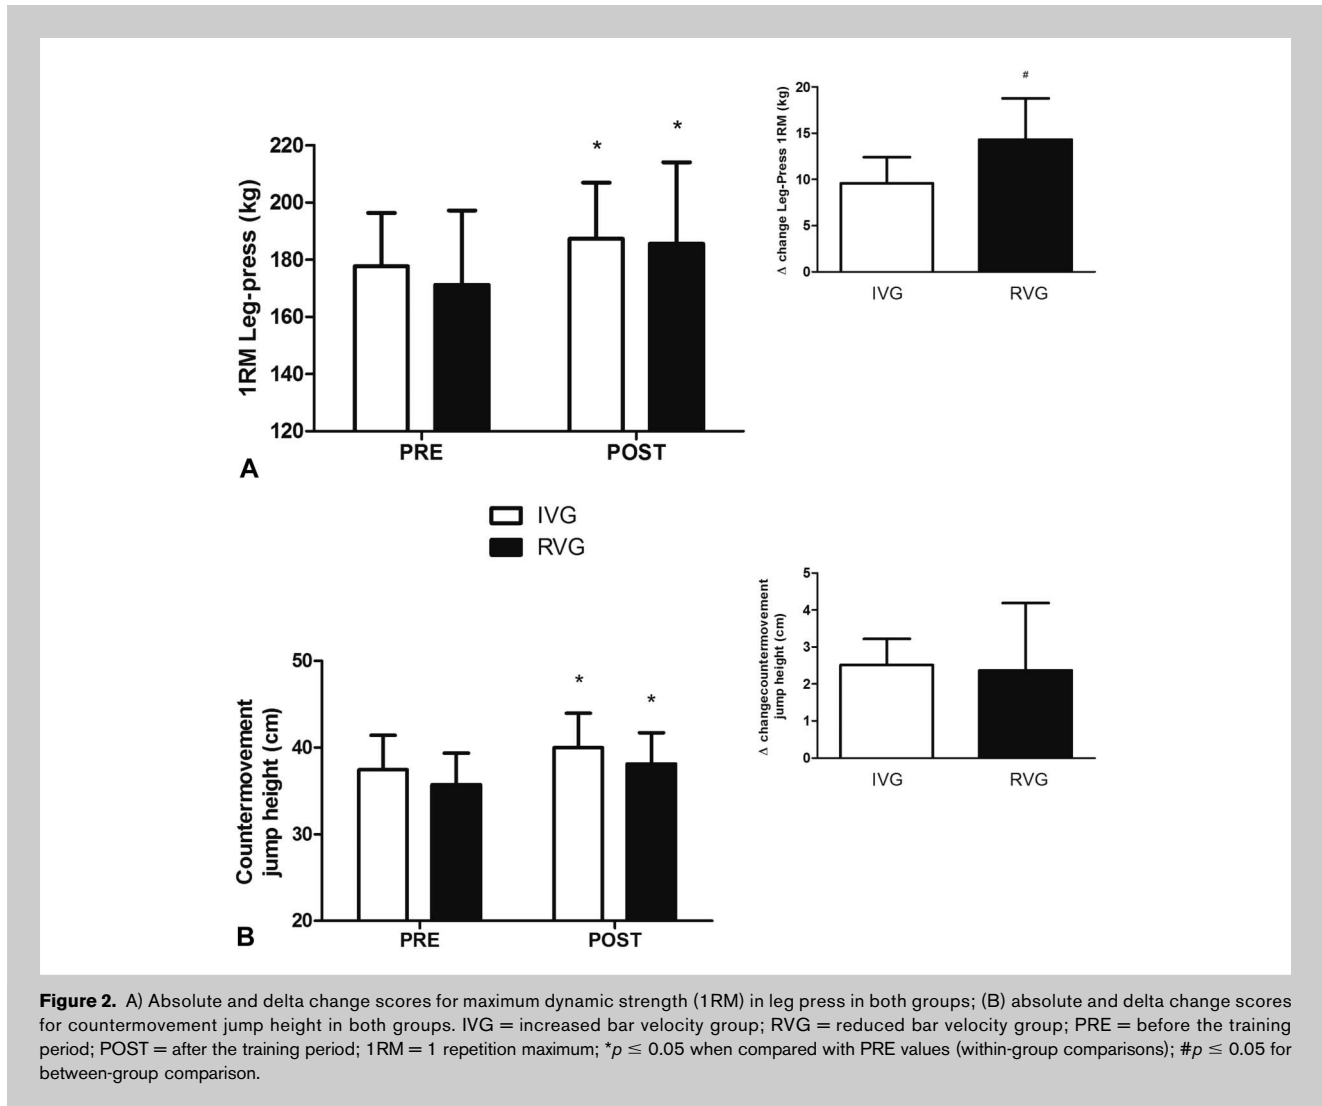 220
200
180
160
140
120
1RM Leg-press (kg)
*
*
PRE
POST
A
#
20
15
10
5
0
Δ change Leg-Press 1RM (kg)
IVG
RVG
IVG
RVG
50
40
30
20
Countermovement
jump height (cm)
*
*
PRE
POST
B
5
4
3
2
1
0
Δ changecountermovement
jump height (cm)
IVG
RVG
Figure 2. A) Absolute and delta change scores for maximum dynamic strength (1RM) in leg press in both groups; (B) absolute and delta change scores
for countermovement jump height in both groups. IVG = increased bar velocity group; RVG = reduced bar velocity group; PRE = before the training
period; POST = after the training period; 1RM = 1 repetition maximum; *p ≤ 0.05 when compared with PRE values (within-group comparisons); #p ≤ 0.05 for
between-group comparison.